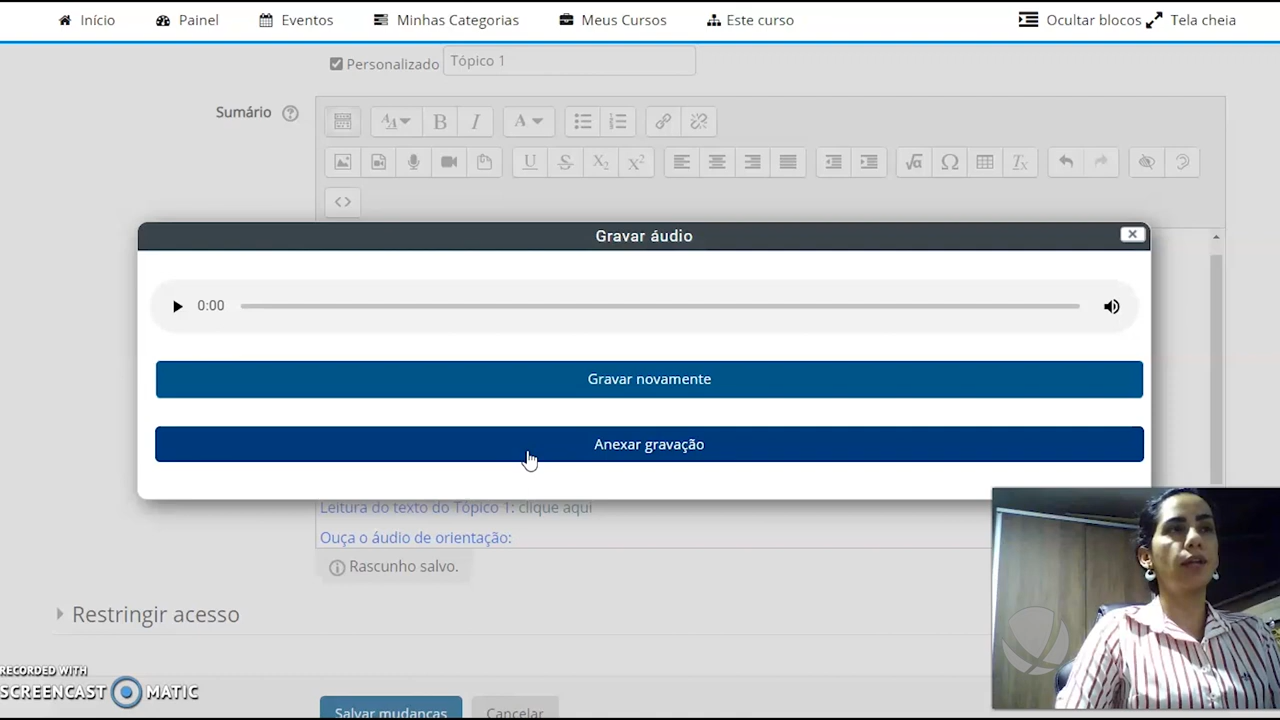 Início Painel Eventos Minhas Categorias Meus Cursos Este curso Ocultar blocos Tela cheia
Personalizado Tópico 1
Sumário
Gravar áudio
0:00
Gravar novamente
Anexar gravação
Leitura do texto do Tópico 1: clique aqui
Ouça o áudio de orientação:
Rascunho salvo.
Restringir acesso
RECORDED WITH
SCREENCAST MATIC
Salvar mudanças Cancelar